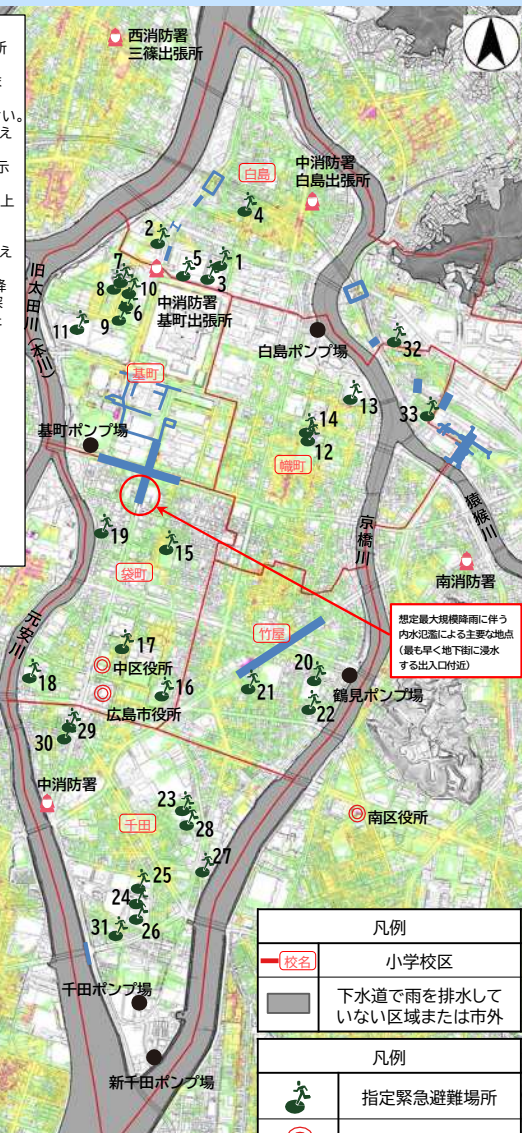 所
い。
え
示
上
え
降
西消防署
三篠出張所
白島
中消防署
白島出張所
4
2
7
5
1
8
10
3
6
9
中消防署
基町出張所
11
旧太田川(本川)
白島ポンプ場
32
基町
13
33
14
12
基町ポンプ場
幟町
猿猴川
京橋川
19
15
袋町
南消防署
元安川
想定最大規模降雨に伴う
内水氾濫による主要な地点
(最も早く地下街に浸水
する出入口付近)
竹屋
17
中区役所
18
16
20
21
鶴見ポンプ場
広島市役所
22
29
30
中消防署
23
千田
28
南区役所
27
25
24
26
31
千田ポンプ場
新千田ポンプ場
凡例
校名
小学校区
下水道で雨を排水して
いない区域または市外
凡例
指定緊急避難場所